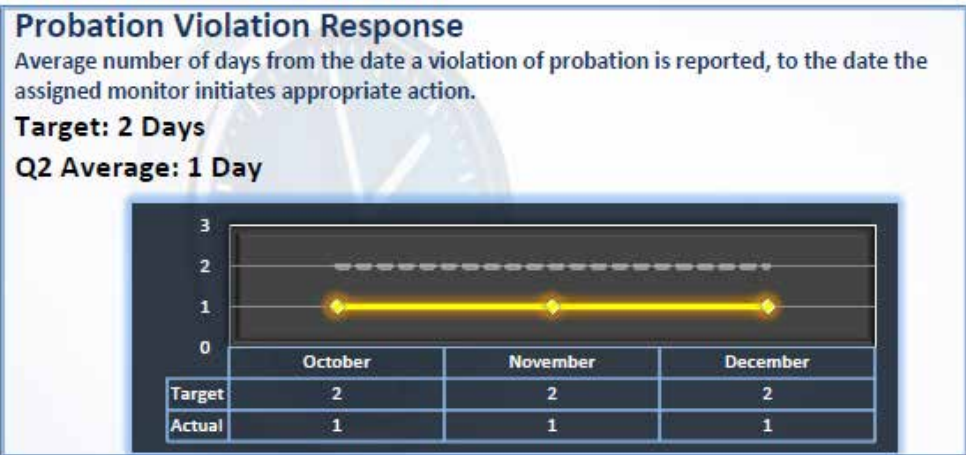 Probation Violation Response
Average number of days from the date a violation of probation is reported, to the date the
assigned monitor initiates appropriate action.
Target: 2 Days
Q2 Average: 1 Day
3
2
1
0
October November December
Target 2 2 2
Actual 1 1 1